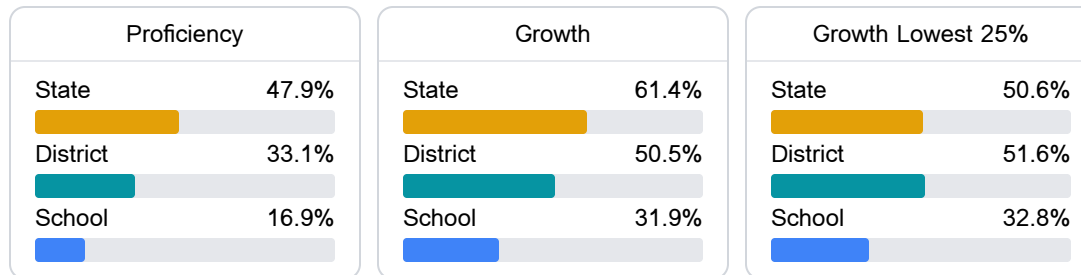 Proficiency
State 47.9%
District 33.1%
School 16.9%
Growth
State 61.4%
District 50.5%
School 31.9%
Growth Lowest 25%
State 50.6%
District 51.6%
School 32.8%